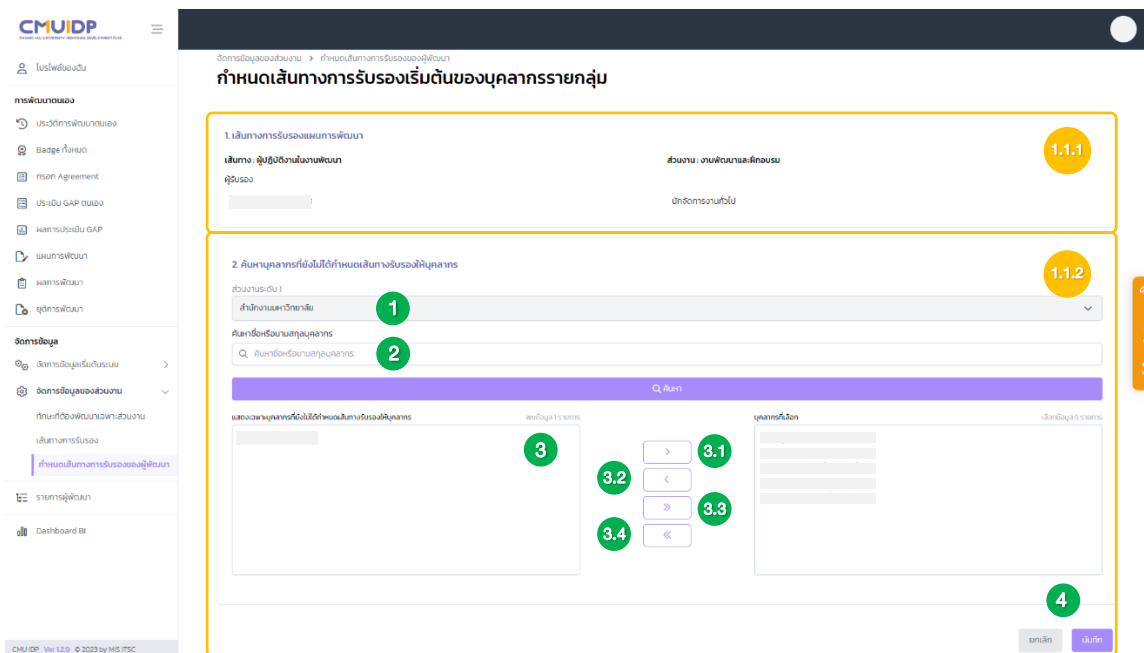 CMUIDP
CHIANG MAI UNIVERSITY - INDIVIDUAL DEVELOPMENT PLAN
โปรไฟล์ของฉัน
การพัฒนาตนเอง
ประวัติการพัฒนาตนเอง
Badge ทั้งหมด
กรอก Agreement
ประเมิน GAP ตนเอง
ผลการประเมิน GAP
แผนการพัฒนา
ผลการพัฒนา
ยุติการพัฒนา
จัดการข้อมูล
จัดการข้อมูลเริ่มต้นระบบ
จัดการข้อมูลของส่วนงาน
ทักษะที่ต้องพัฒนาเฉพาะส่วนงาน
เส้นทางการรับรอง
กำหนดเส้นทางการรับรองของผู้พัฒนา
รายการผู้พัฒนา
Dashboard BI
CMU IDP Ver 1.2.0 © 2023 by MIS ITSC
จัดการข้อมูลของส่วนงาน > กำหนดเส้นทางการรับรองของผู้พัฒนา
กำหนดเส้นทางการรับรองเริ่มต้นของบุคลากรรายกลุ่ม
1. เส้นทางการรับรองแผนการพัฒนา
1.1.1
เส้นทาง : ผู้ปฏิบัติงานในงานพัฒนา
ส่วนงาน : งานพัฒนาและฝึกอบรม
ผู้รับรอง
นักจัดการงานทั่วไป
2. ค้นหาบุคลากรที่ยังไม่ได้กำหนดเส้นทางรับรองให้บุคลากร
1.1.2
ส่วนงานระดับ 1
สำนักงานมหาวิทยาลัย
1
ค้นหาชื่อหรือนามสกุลบุคลากร
ค้นหาชื่อหรือนามสกุลบุคลากร
2
ค้นหา
แสดงเฉพาะบุคลากรที่ยังไม่ได้กำหนดเส้นทางรับรองให้บุคลากร
พบข้อมูล 1 รายการ
บุคลากรที่เลือก
เลือกข้อมูล 5 รายการ
3
> 3.1
3.2 <
» 3.3
3.4 «
4
ยกเลิก
บันทึก